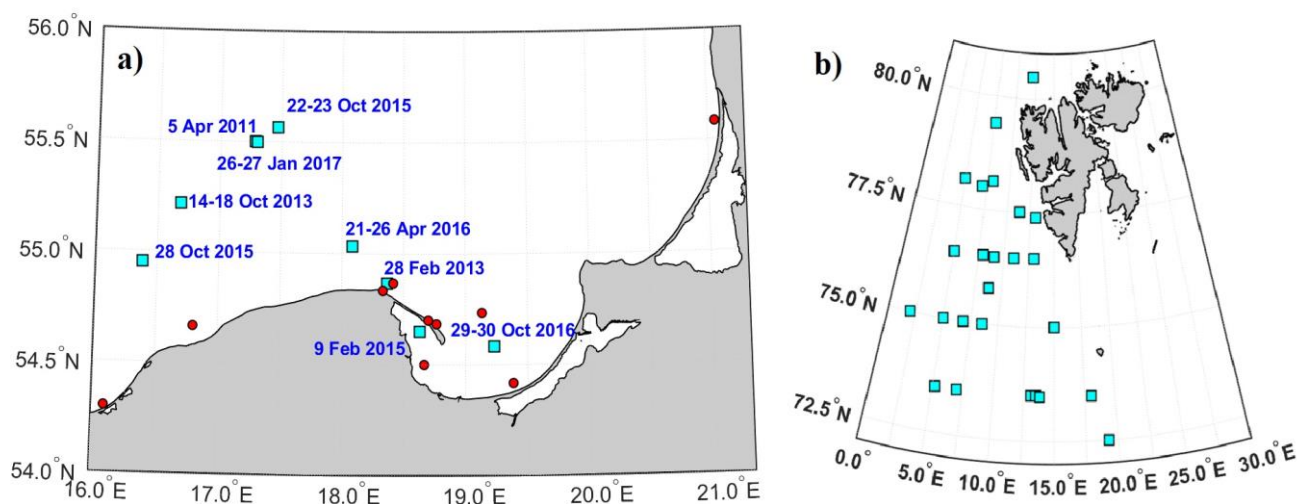 a)
56.0°N
55.5°N
55.0°N
54.5°N
54.0°N
16.0°E
17.0°E
18.0°E
19.0°E
20.0°E
21.0°E
22-23 Oct 2015
5 Apr 2011
26-27 Jan 2017
14-18 Oct 2013
21-26 Apr 2016
28 Oct 2015
28 Feb 2013
29-30 Oct 2016
9 Feb 2015
b)
80.0°N
77.5°N
75.0°N
72.5°N
0.0°
5.0°E
10.0°E
15.0°E
20.0°E
25.0°E
30.0°E